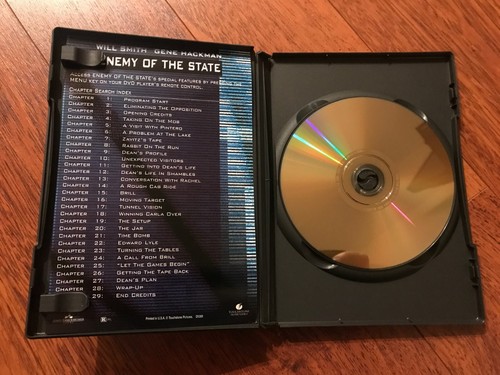 WILL SMITH GENE HACKMAN
ENEMY OF THE STATE
ACCESS ENEMY OF THE STATE'S SPECIAL FEATURES BY PRESSING THE
MENU KEY ON YOUR DVD PLAYER'S REMOTE CONTROL.
CHAPTER SEARCH INDEX
CHAPTER 1: PROGRAM START
CHAPTER 2: ELIMINATING THE OPPOSITION
CHAPTER 3: OPENING CREDITS
CHAPTER 4: TAKING ON THE MOB
CHAPTER 5: A VISIT WITH PINTERO
CHAPTER 6: A PROBLEM AT THE LAKE
CHAPTER 7: ZAVITZ'S TAPE
CHAPTER 8: RABBIT ON THE RUN
CHAPTER 9: DEAN'S PROFILE
CHAPTER 10: UNEXPECTED VISITORS
CHAPTER 11: GETTING INTO DEAN'S LIFE
CHAPTER 12: DEAN'S LIFE IN SHAMBLES
CHAPTER 13: CONVERSATION WITH RACHEL
CHAPTER 14: A ROUGH CAB RIDE
CHAPTER 15: BRILL
CHAPTER 16: MOVING TARGET
CHAPTER 17: TUNNEL VISION
CHAPTER 18: WINNING CARLA OVER
CHAPTER 19: THE SETUP
CHAPTER 20: THE JAR
CHAPTER 21: TIME BOMB
CHAPTER 22: EDWARD LYLE
CHAPTER 23: TURNING THE TABLES
CHAPTER 24: A CALL FROM BRILL
CHAPTER 25: "LET THE GAMES BEGIN"
CHAPTER 26: GETTING THE TAPE BACK
CHAPTER 27: DEAN'S PLAN
28: WRAP-UP
29: END CREDITS
Printed in U.S.A. © Touchstone Pictures